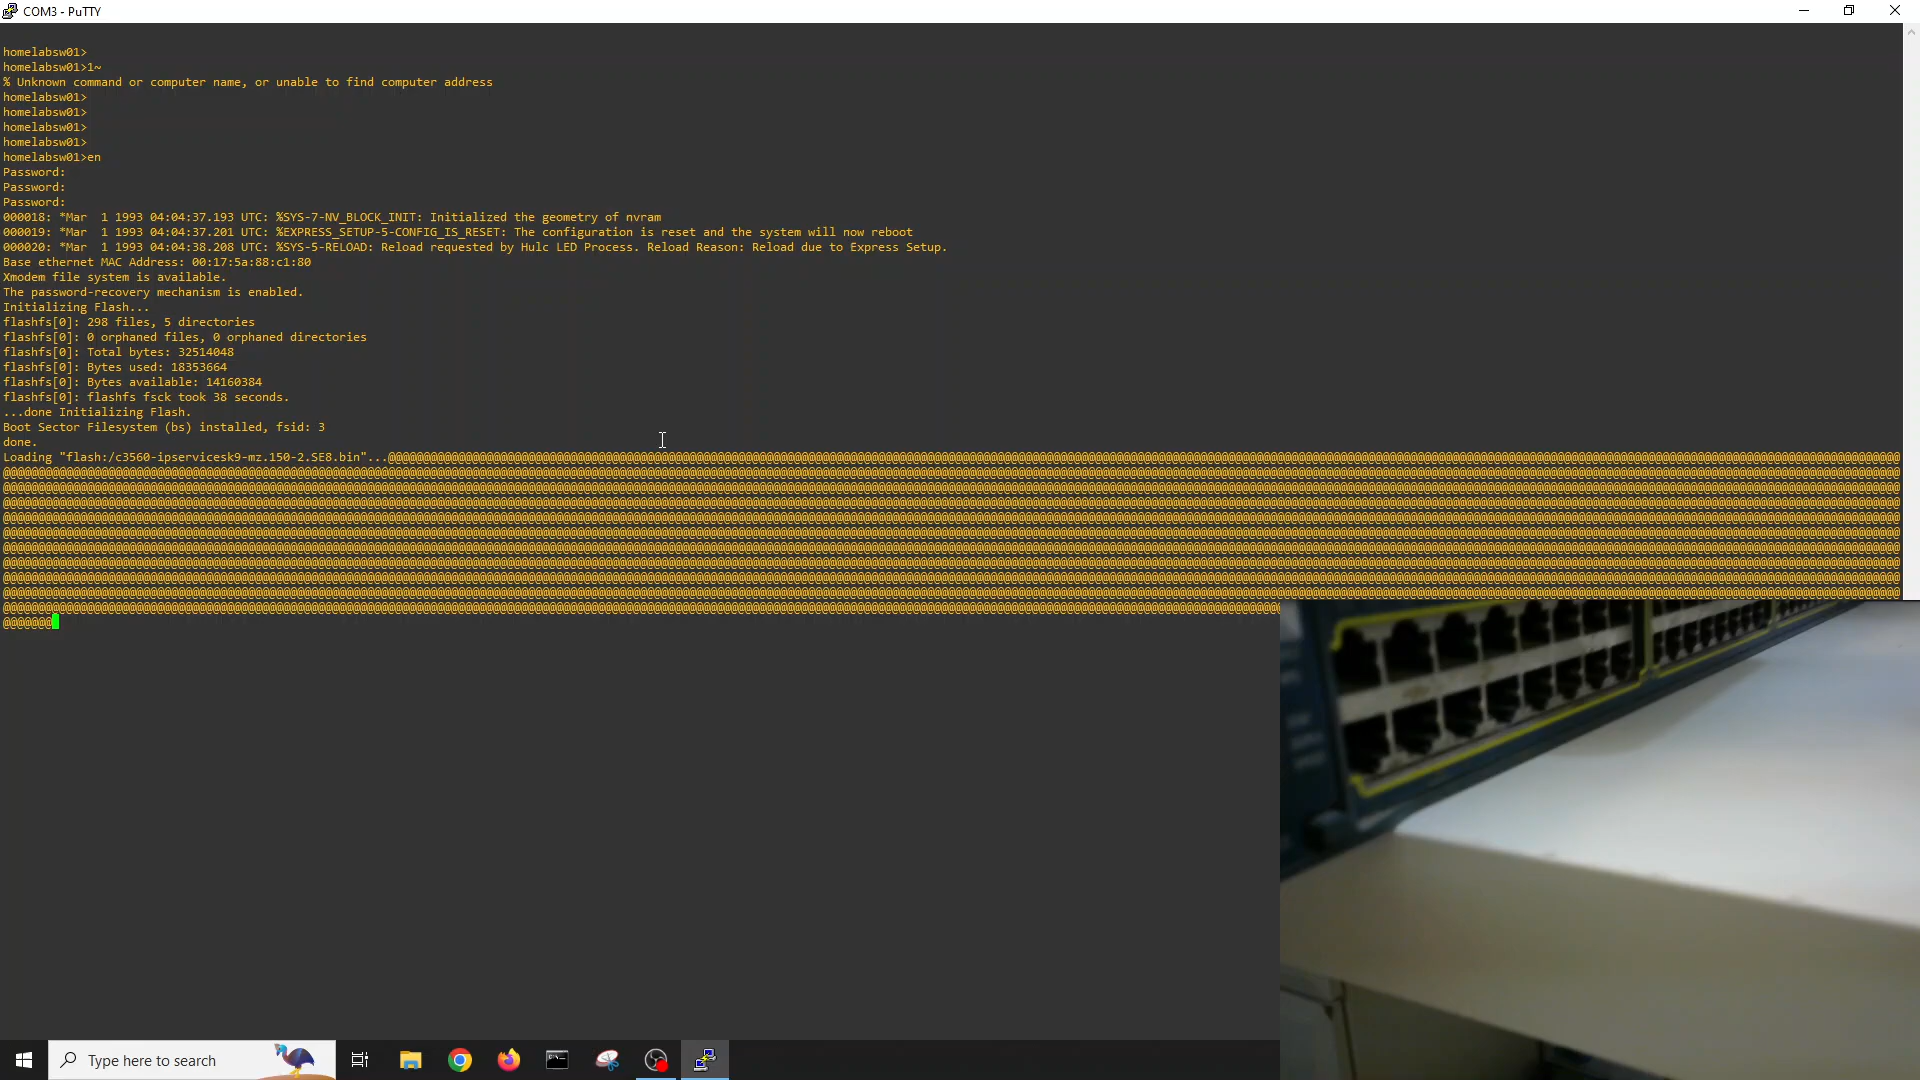 COM3 - PuTTY
homelabsw01>
homelabsw01>1~
% Unknown command or computer name, or unable to find computer address
homelabsw01>
homelabsw01>
homelabsw01>
homelabsw01>
homelabsw01>en
Password:
Password:
Password:
000018: *Mar  1 1993 04:04:37.193 UTC: %SYS-7-NV_BLOCK_INIT: Initialized the geometry of nvram
000019: *Mar  1 1993 04:04:37.201 UTC: %EXPRESS_SETUP-5-CONFIG_IS_RESET: The configuration is reset and the system will now reboot
000020: *Mar  1 1993 04:04:38.208 UTC: %SYS-5-RELOAD: Reload requested by Hulc LED Process. Reload Reason: Reload due to Express Setup.
Base ethernet MAC Address: 00:17:5a:88:c1:80
Xmodem file system is available.
The password-recovery mechanism is enabled.
Initializing Flash...
flashfs[0]: 298 files, 5 directories
flashfs[0]: 0 orphaned files, 0 orphaned directories
flashfs[0]: Total bytes: 32514048
flashfs[0]: Bytes used: 18353664
flashfs[0]: Bytes available: 14160384
flashfs[0]: flashfs fsck took 38 seconds.
...done Initializing Flash.
Boot Sector Filesystem (bs) installed, fsid: 3
done.
Loading "flash:/c3560-ipservicesk9-mz.150-2.SE8.bin"...
@@@@@@@
Type here to search